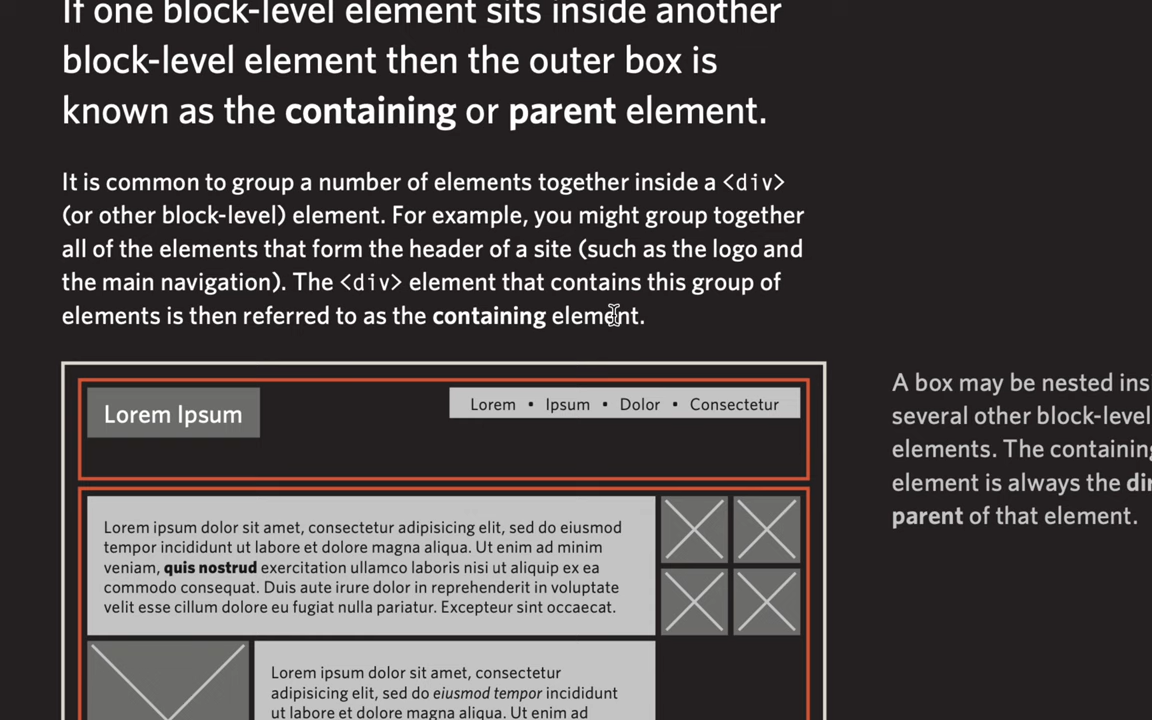 If one block-level element sits inside another
block-level element then the outer box is
known as the containing or parent element.
It is common to group a number of elements together inside a <div>
(or other block-level) element. For example, you might group together
all of the elements that form the header of a site (such as the logo and
the main navigation). The <div> element that contains this group of
elements is then referred to as the containing element.
Lorem Ipsum
Lorem • Ipsum • Dolor • Consectetur
Lorem ipsum dolor sit amet, consectetur adipisicing elit, sed do eiusmod
tempor incididunt ut labore et dolore magna aliqua. Ut enim ad minim
veniam, quis nostrud exercitation ullamco laboris nisi ut aliquip ex ea
commodo consequat. Duis aute irure dolor in reprehenderit in voluptate
velit esse cillum dolore eu fugiat nulla pariatur. Excepteur sint occaecat.
Lorem ipsum dolor sit amet, consectetur
adipisicing elit, sed do eiusmod tempor incididunt
ut labore et dolore magna aliqua. Ut enim ad
A box may be nested
several other block-level
elements. The
element is always the
parent of that element.